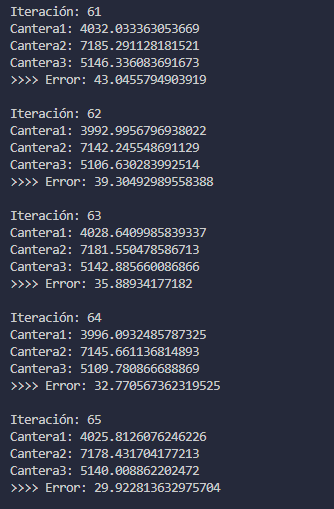 Iteración: 61
Cantera1: 4032.033363053669
Cantera2: 7185.291128181521
Cantera3: 5146.336083691673
>>>> Error: 43.0455794903919
Iteración: 62
Cantera1: 3992.9956796938022
Cantera2: 7142.245548691129
Cantera3: 5106.630283992514
>>>> Error: 39.30492989558388
Iteración: 63
Cantera1: 4028.6409985839337
Cantera2: 7181.550478586713
Cantera3: 5142.885660086866
>>>> Error: 35.88934177182
Iteración: 64
Cantera1: 3996.0932485787325
Cantera2: 7145.661136814893
Cantera3: 5109.780866688869
>>>> Error: 32.770567362319525
Iteración: 65
Cantera1: 4025.8126076246226
Cantera2: 7178.431704177213
Cantera3: 5140.008862202472
>>>> Error: 29.922813632975704